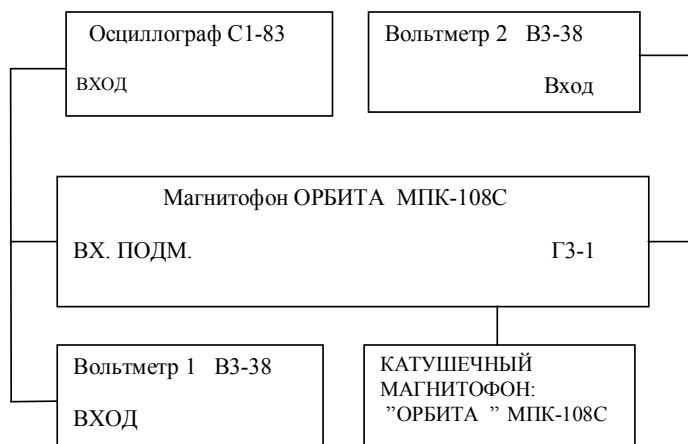 Осциллограф С1-83
ВХОД
Вольтметр 2 В3-38
Вход
Магнитофон ОРБИТА МПК-108С
ВХ. ПОДМ. Г3-1
Вольтметр 1 В3-38
ВХОД
КАТУШЕЧНЫЙ
МАГНИТОФОН:
”ОРБИТА ” МПК-108С